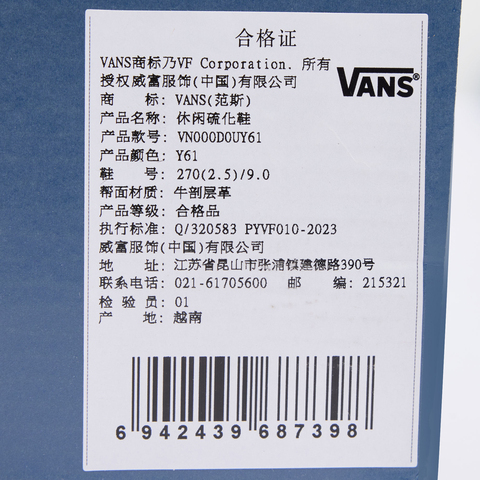 合格证
VANS商标乃VF Corporation. 所有
授权威富服饰(中国)有限公司
VANS®
商 标: VANS(范斯)
产品名称: 休闲硫化鞋
产品款号: VN000D0UY61
产品颜色: Y61
鞋 号: 270(2.5)/9.0
帮面材质: 牛剖层革
产品等级: 合格品
执行标准: Q/320583 PYVF010-2023
威富服饰(中国)有限公司
地 址: 江苏省昆山市张浦镇建德路390号
联系电话: 021-61705600 邮 编: 215321
检 验 员: 01
产 地: 越南
6 942439 687398